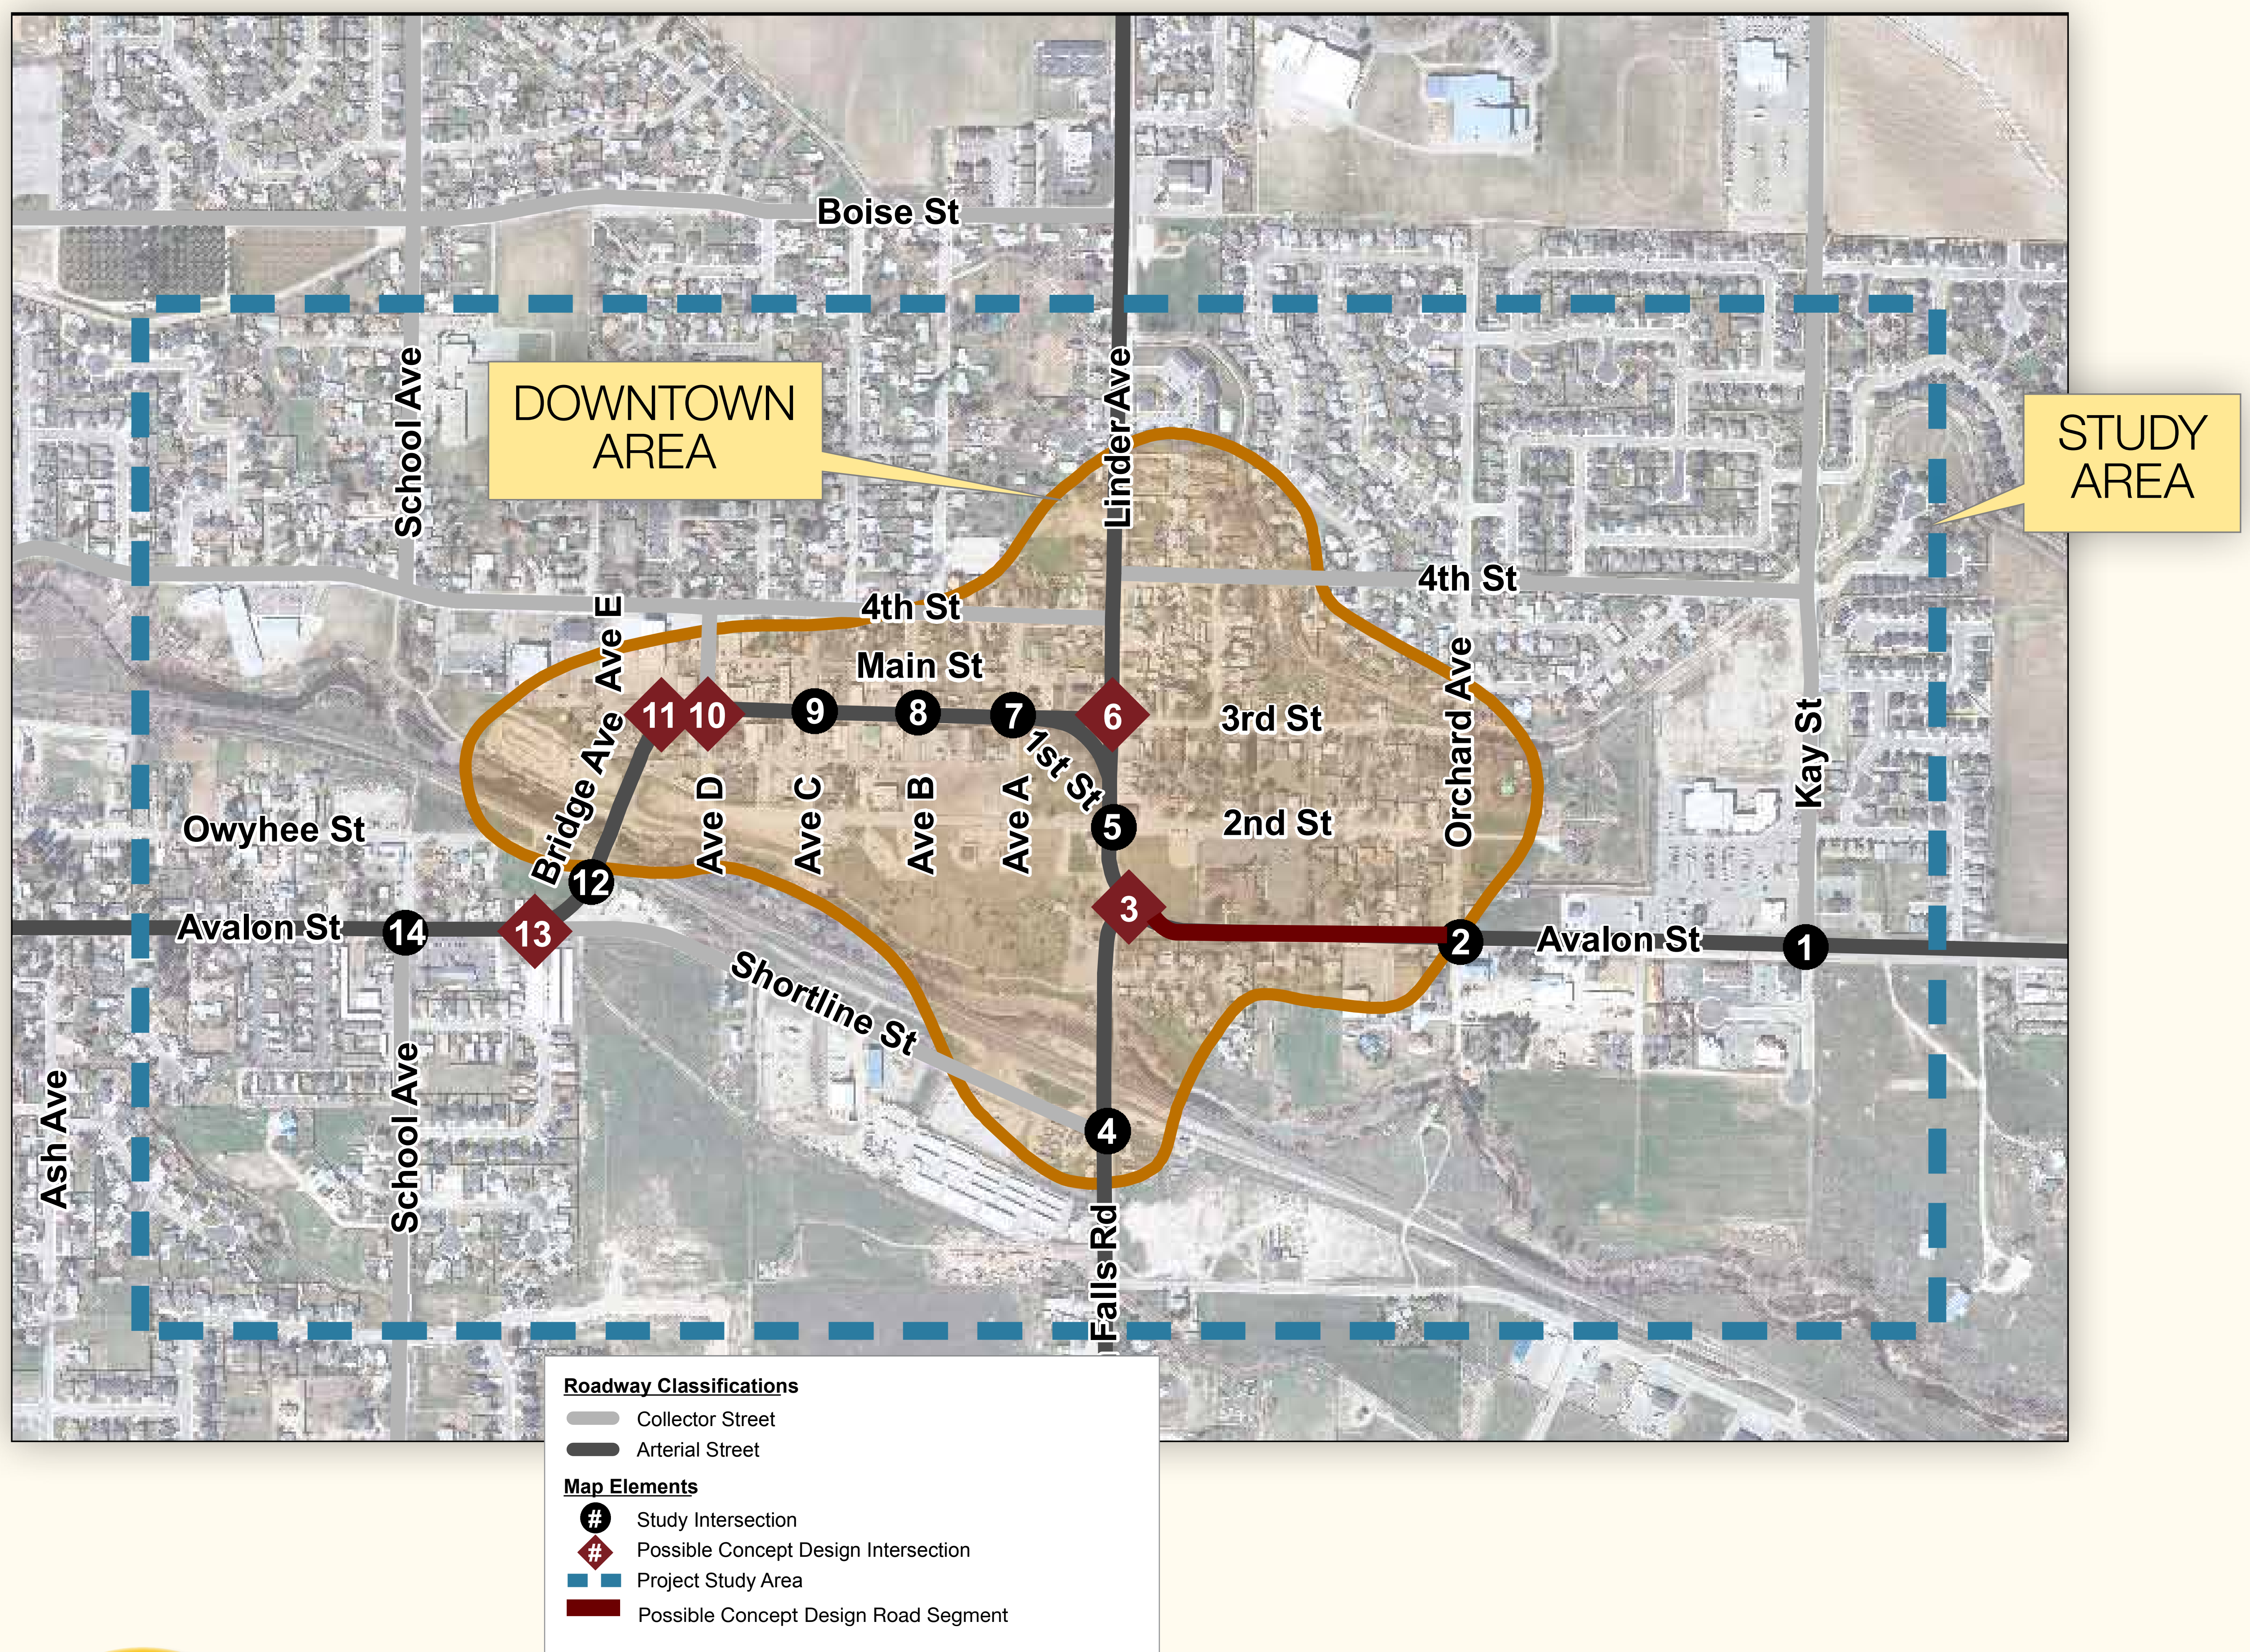 Boise St
School Ave
DOWNTOWN
AREA
Linder Ave
STUDY
AREA
4th St
4th St
Ave E
Main St
Orchard Ave
Kay St
11
10
9
8
7
6
3rd St
1st St
Bridge Ave
Ave D
Ave C
Ave B
Ave A
5
2nd St
Owyhee St
12
3
Avalon St
14
13
2
Avalon St
1
Shortline St
Ash Ave
School Ave
4
Falls Rd
Roadway Classifications
Collector Street
Arterial Street
Map Elements
# Study Intersection
# Possible Concept Design Intersection
Project Study Area
Possible Concept Design Road Segment